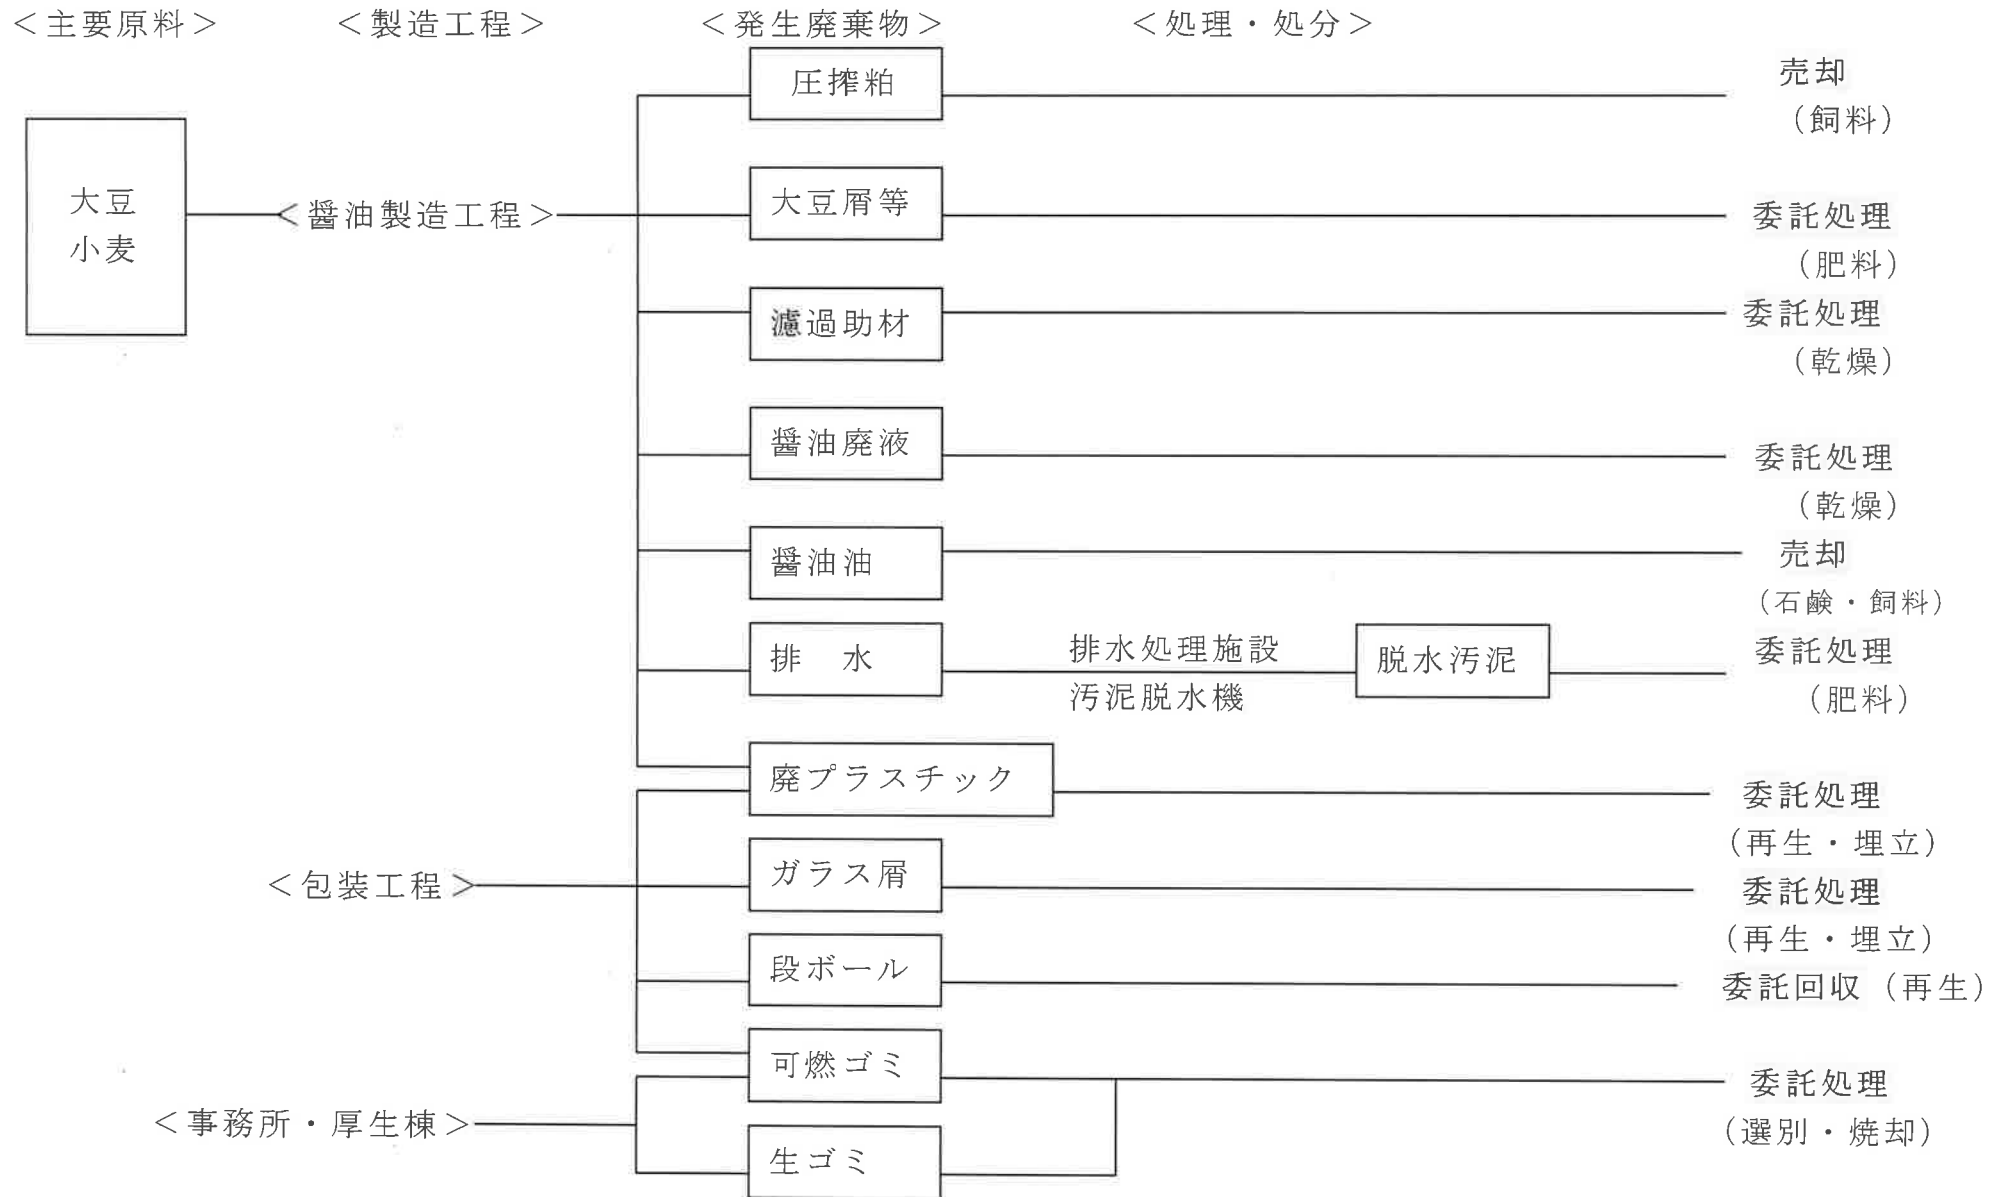 ＜主要原料＞ ＜製造工程＞ ＜発生廃棄物＞ ＜処理・処分＞
圧搾粕
売却
（飼料）
大豆
小麦
＜醤油製造工程＞
大豆屑等
委託処理
（肥料）
濾過助材
委託処理
（乾燥）
醤油廃液
委託処理
（乾燥）
醤油油
売却
（石鹸・飼料）
排　水
排水処理施設
汚泥脱水機
脱水汚泥
委託処理
（肥料）
廃プラスチック
委託処理
（再生・埋立）
＜包装工程＞
ガラス屑
委託処理
（再生・埋立）
段ボール
委託回収（再生）
可燃ゴミ
委託処理
（選別・焼却）
＜事務所・厚生棟＞
生ゴミ